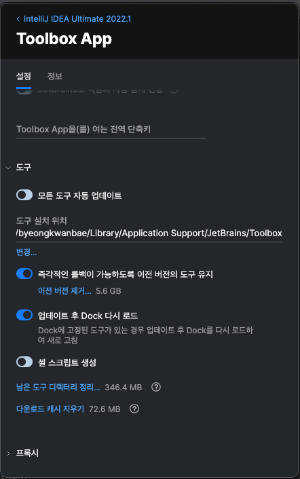 ‹ IntelliJ IDEA Ultimate 2022.1
Toolbox App
설정 정보
Toolbox App을(를) 여는 전역 단축키
도구
모든 도구 자동 업데이트
도구 설치 위치
/byeongkwanbae/Library/Application Support/JetBrains/Toolbox
변경...
즉각적인 롤백이 가능하도록 이전 버전의 도구 유지
이전 버전 제거... 5.6 GB
업데이트 후 Dock 다시 로드
Dock에 고정된 도구가 있는 경우 업데이트 후 Dock를 다시 로드하
여 새로 고침
셸 스크립트 생성
남은 도구 디렉터리 정리... 346.4 MB ?
다운로드 캐시 지우기 72.6 MB ?
프록시